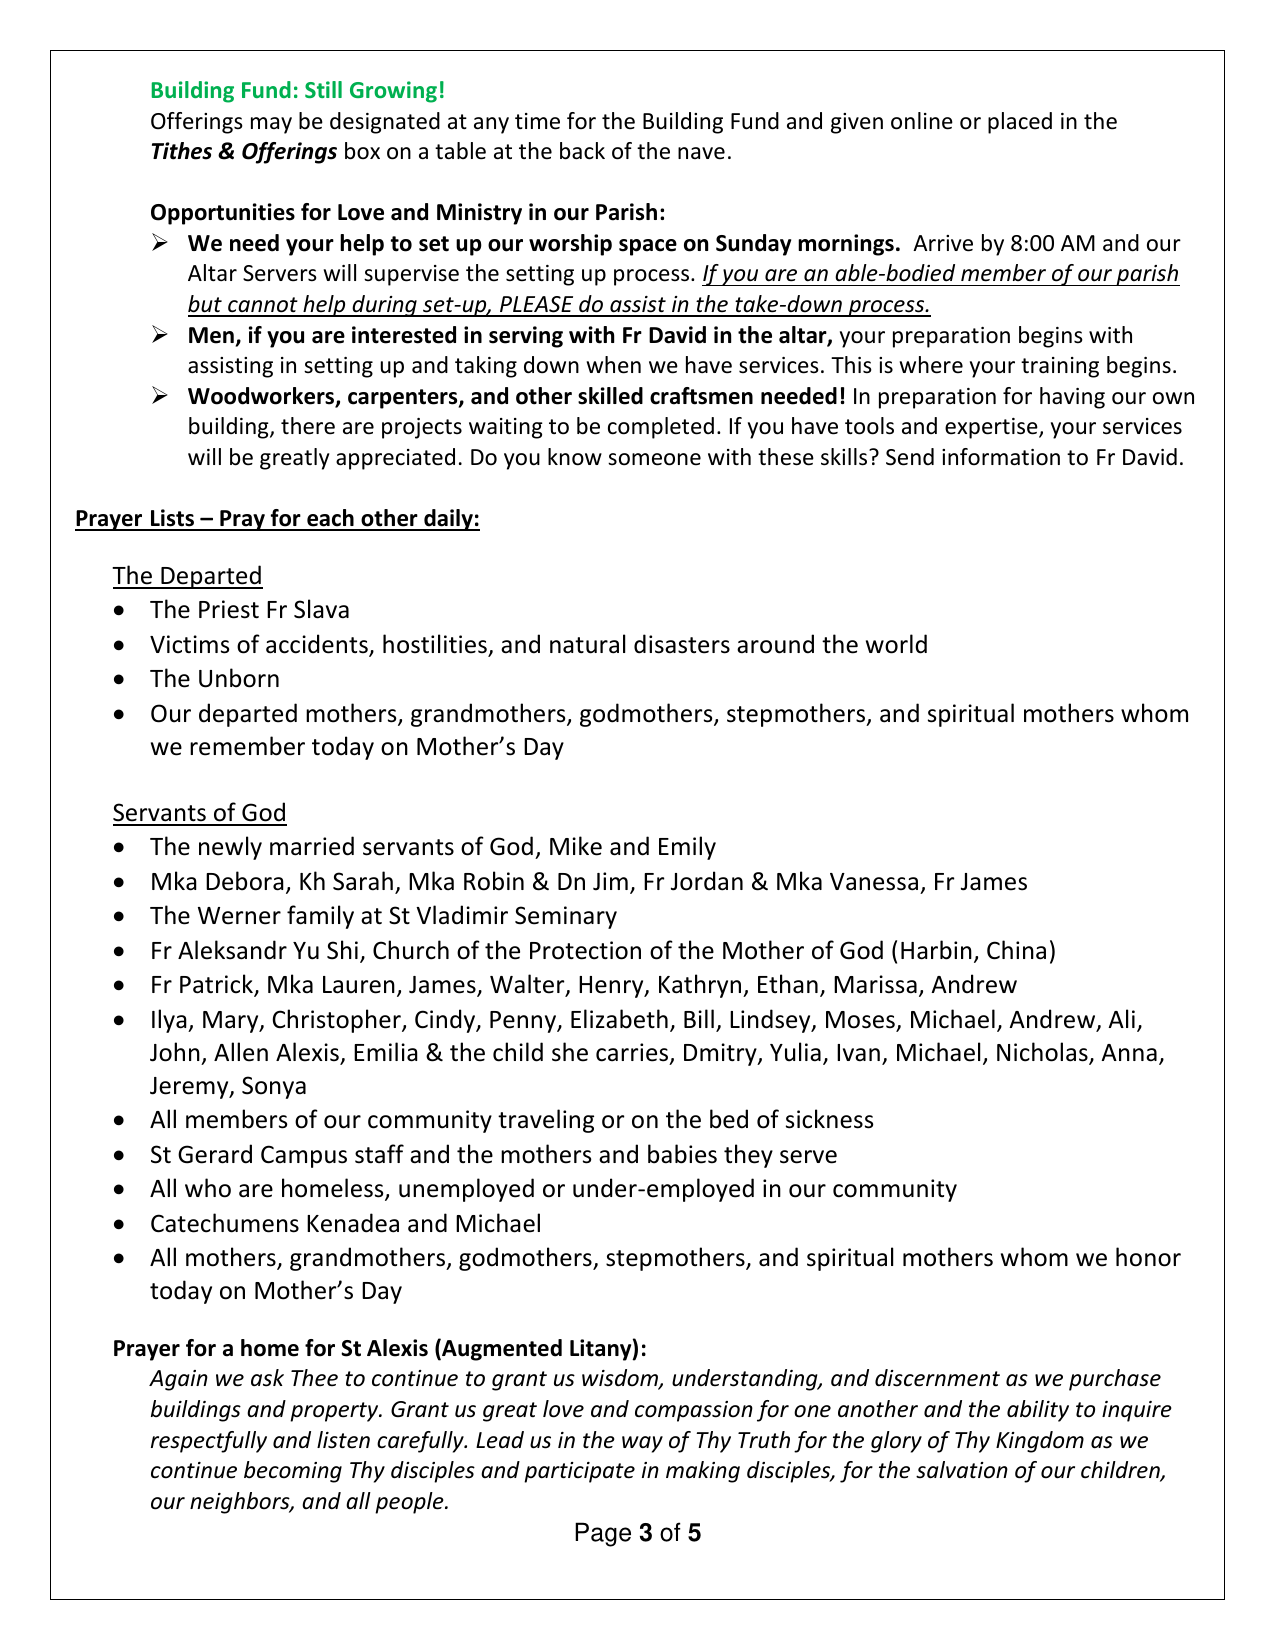 Building Fund: Still Growing!
Offerings may be designated at any time for the Building Fund and given online or placed in the
Tithes & Offerings box on a table at the back of the nave.
Opportunities for Love and Ministry in our Parish:
➢ We need your help to set up our worship space on Sunday mornings.  Arrive by 8:00 AM and our
Altar Servers will supervise the setting up process. If you are an able-bodied member of our parish
but cannot help during set-up, PLEASE do assist in the take-down process.
➢ Men, if you are interested in serving with Fr David in the altar, your preparation begins with
assisting in setting up and taking down when we have services. This is where your training begins.
➢ Woodworkers, carpenters, and other skilled craftsmen needed! In preparation for having our own
building, there are projects waiting to be completed. If you have tools and expertise, your services
will be greatly appreciated. Do you know someone with these skills? Send information to Fr David.
Prayer Lists – Pray for each other daily:
The Departed
• The Priest Fr Slava
• Victims of accidents, hostilities, and natural disasters around the world
• The Unborn
• Our departed mothers, grandmothers, godmothers, stepmothers, and spiritual mothers whom
we remember today on Mother’s Day
Servants of God
• The newly married servants of God, Mike and Emily
• Mka Debora, Kh Sarah, Mka Robin & Dn Jim, Fr Jordan & Mka Vanessa, Fr James
• The Werner family at St Vladimir Seminary
• Fr Aleksandr Yu Shi, Church of the Protection of the Mother of God (Harbin, China)
• Fr Patrick, Mka Lauren, James, Walter, Henry, Kathryn, Ethan, Marissa, Andrew
• Ilya, Mary, Christopher, Cindy, Penny, Elizabeth, Bill, Lindsey, Moses, Michael, Andrew, Ali,
John, Allen Alexis, Emilia & the child she carries, Dmitry, Yulia, Ivan, Michael, Nicholas, Anna,
Jeremy, Sonya
• All members of our community traveling or on the bed of sickness
• St Gerard Campus staff and the mothers and babies they serve
• All who are homeless, unemployed or under-employed in our community
• Catechumens Kenadea and Michael
• All mothers, grandmothers, godmothers, stepmothers, and spiritual mothers whom we honor
today on Mother’s Day
Prayer for a home for St Alexis (Augmented Litany):
Again we ask Thee to continue to grant us wisdom, understanding, and discernment as we purchase
buildings and property. Grant us great love and compassion for one another and the ability to inquire
respectfully and listen carefully. Lead us in the way of Thy Truth for the glory of Thy Kingdom as we
continue becoming Thy disciples and participate in making disciples, for the salvation of our children,
our neighbors, and all people.
Page 3 of 5